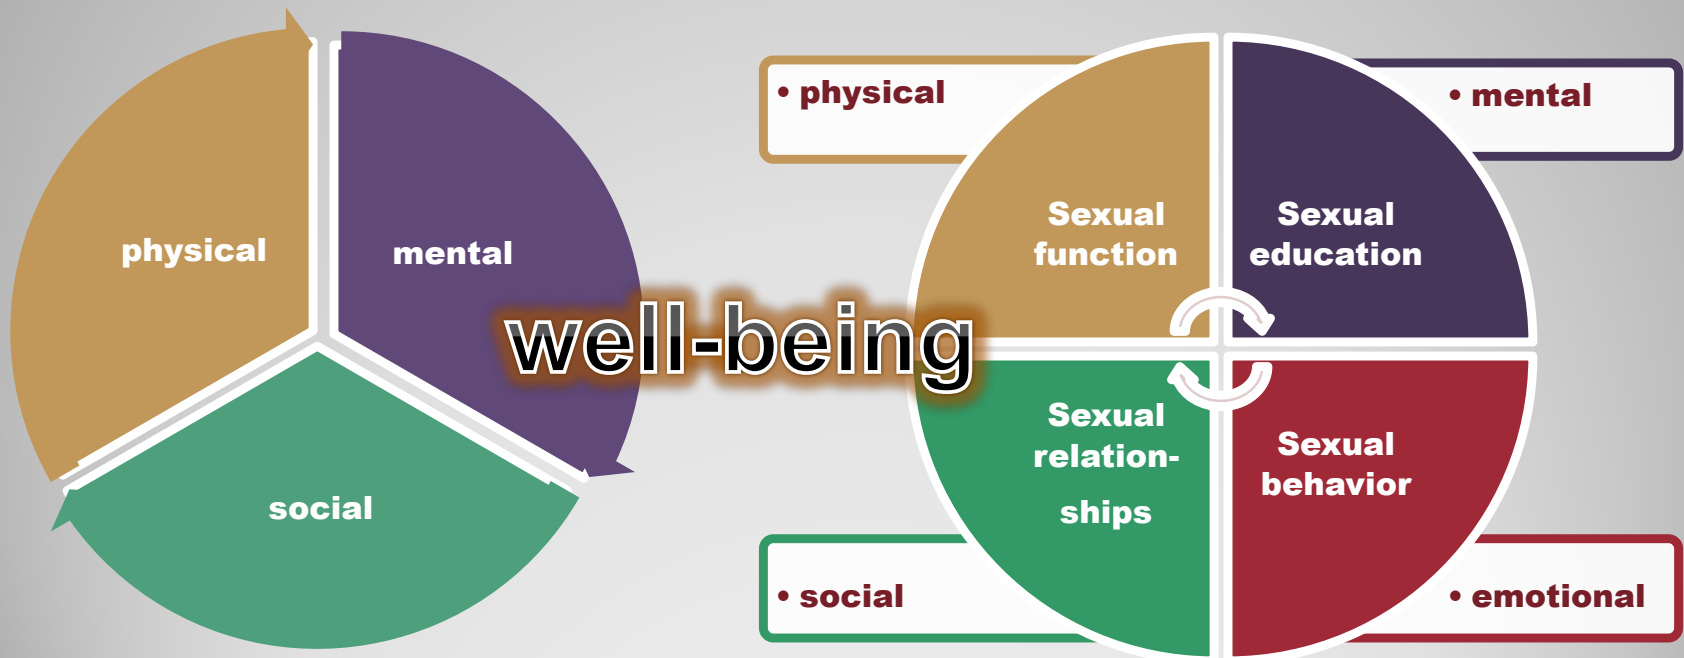 physical
mental
social
well-being
• physical
• mental
Sexual
function
Sexual
education
Sexual
relation-
ships
Sexual
behavior
• social
• emotional